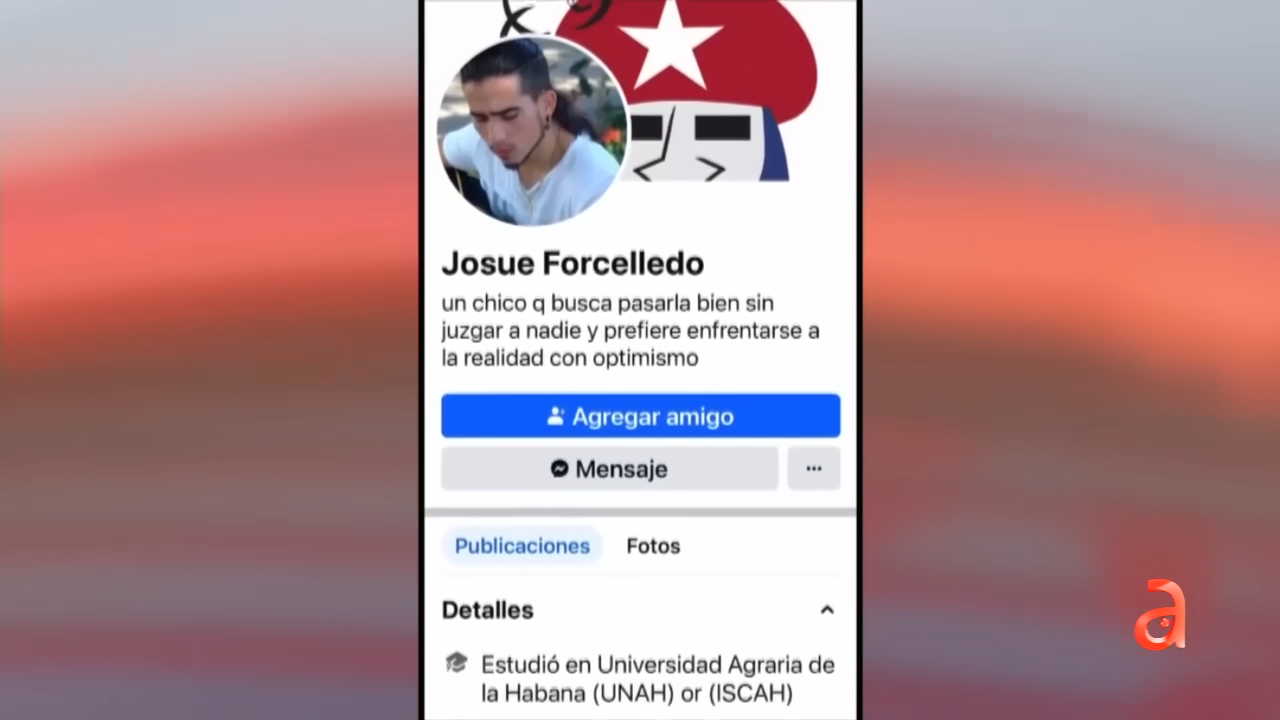 Josue Forcelledo
un chico q busca pasarla bien sin
juzgar a nadie y prefiere enfrentarse a
la realidad con optimismo
Agregar amigo
Mensaje
...
Publicaciones Fotos
Detalles
Estudió en Universidad Agraria de
la Habana (UNAH) or (ISCAH)
a